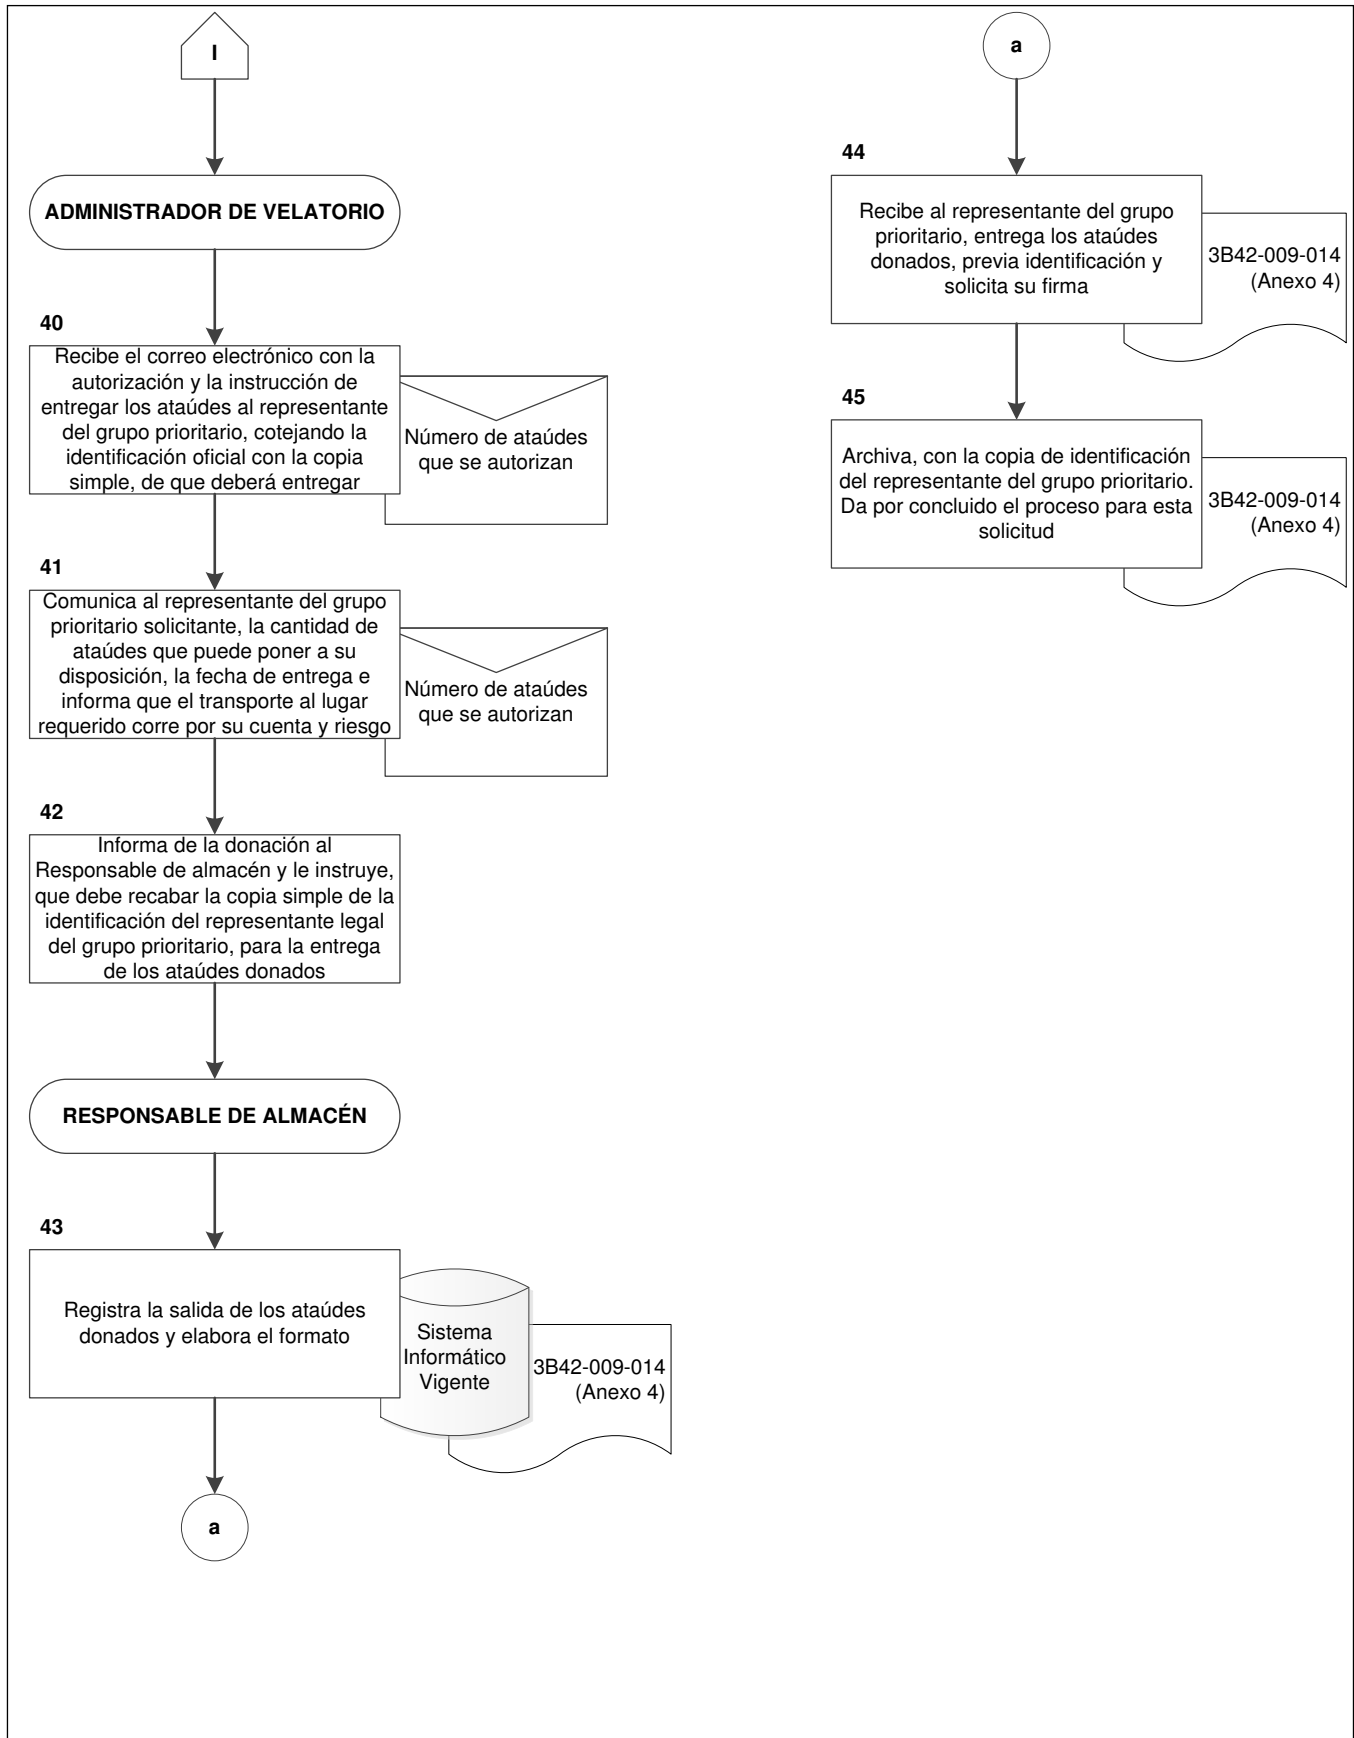 I
ADMINISTRADOR DE VELATORIO
40
Recibe el correo electrónico con la
autorización y la instrucción de
entregar los ataúdes al representante
del grupo prioritario, cotejando la
identificación oficial con la copia
simple, de que deberá entregar
Número de ataúdes
que se autorizan
41
Comunica al representante del grupo
prioritario solicitante, la cantidad de
ataúdes que puede poner a su
disposición, la fecha de entrega e
informa que el transporte al lugar
requerido corre por su cuenta y riesgo
Número de ataúdes
que se autorizan
42
Informa de la donación al
Responsable de almacén y le instruye,
que debe recabar la copia simple de la
identificación del representante legal
del grupo prioritario, para la entrega
de los ataúdes donados
RESPONSABLE DE ALMACÉN
43
Registra la salida de los ataúdes
donados y elabora el formato
Sistema
Informático
Vigente
3B42-009-014
(Anexo 4)
a
a
44
Recibe al representante del grupo
prioritario, entrega los ataúdes
donados, previa identificación y
solicita su firma
3B42-009-014
(Anexo 4)
45
Archiva, con la copia de identificación
del representante del grupo prioritario.
Da por concluido el proceso para esta
solicitud
3B42-009-014
(Anexo 4)